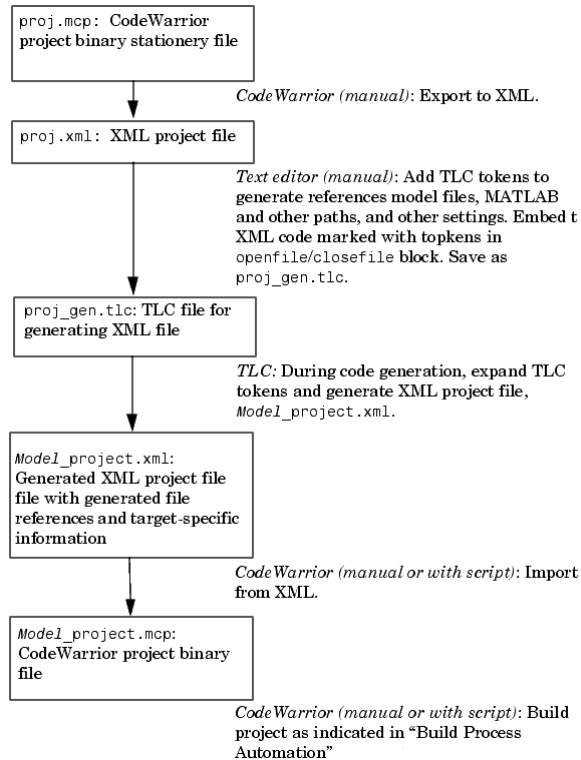 proj.mcp: CodeWarrior
project binary stationery file
CodeWarrior (manual): Export to XML.
proj.xml: XML project file
Text editor (manual): Add TLC tokens to
generate references model files, MATLAB
and other paths, and other settings. Embed t
XML code marked with topkens in
openfile/closefile block. Save as
proj_gen.tlc.
proj_gen.tlc: TLC file for
generating XML file
TLC: During code generation, expand TLC
tokens and generate XML project file,
Model_project.xml.
Model_project.xml:
Generated XML project file
file with generated file
references and target-specific
information
CodeWarrior (manual or with script): Import
from XML.
Model_project.mcp:
CodeWarrior project binary
file
CodeWarrior (manual or with script): Build
project as indicated in “Build Process
Automation”